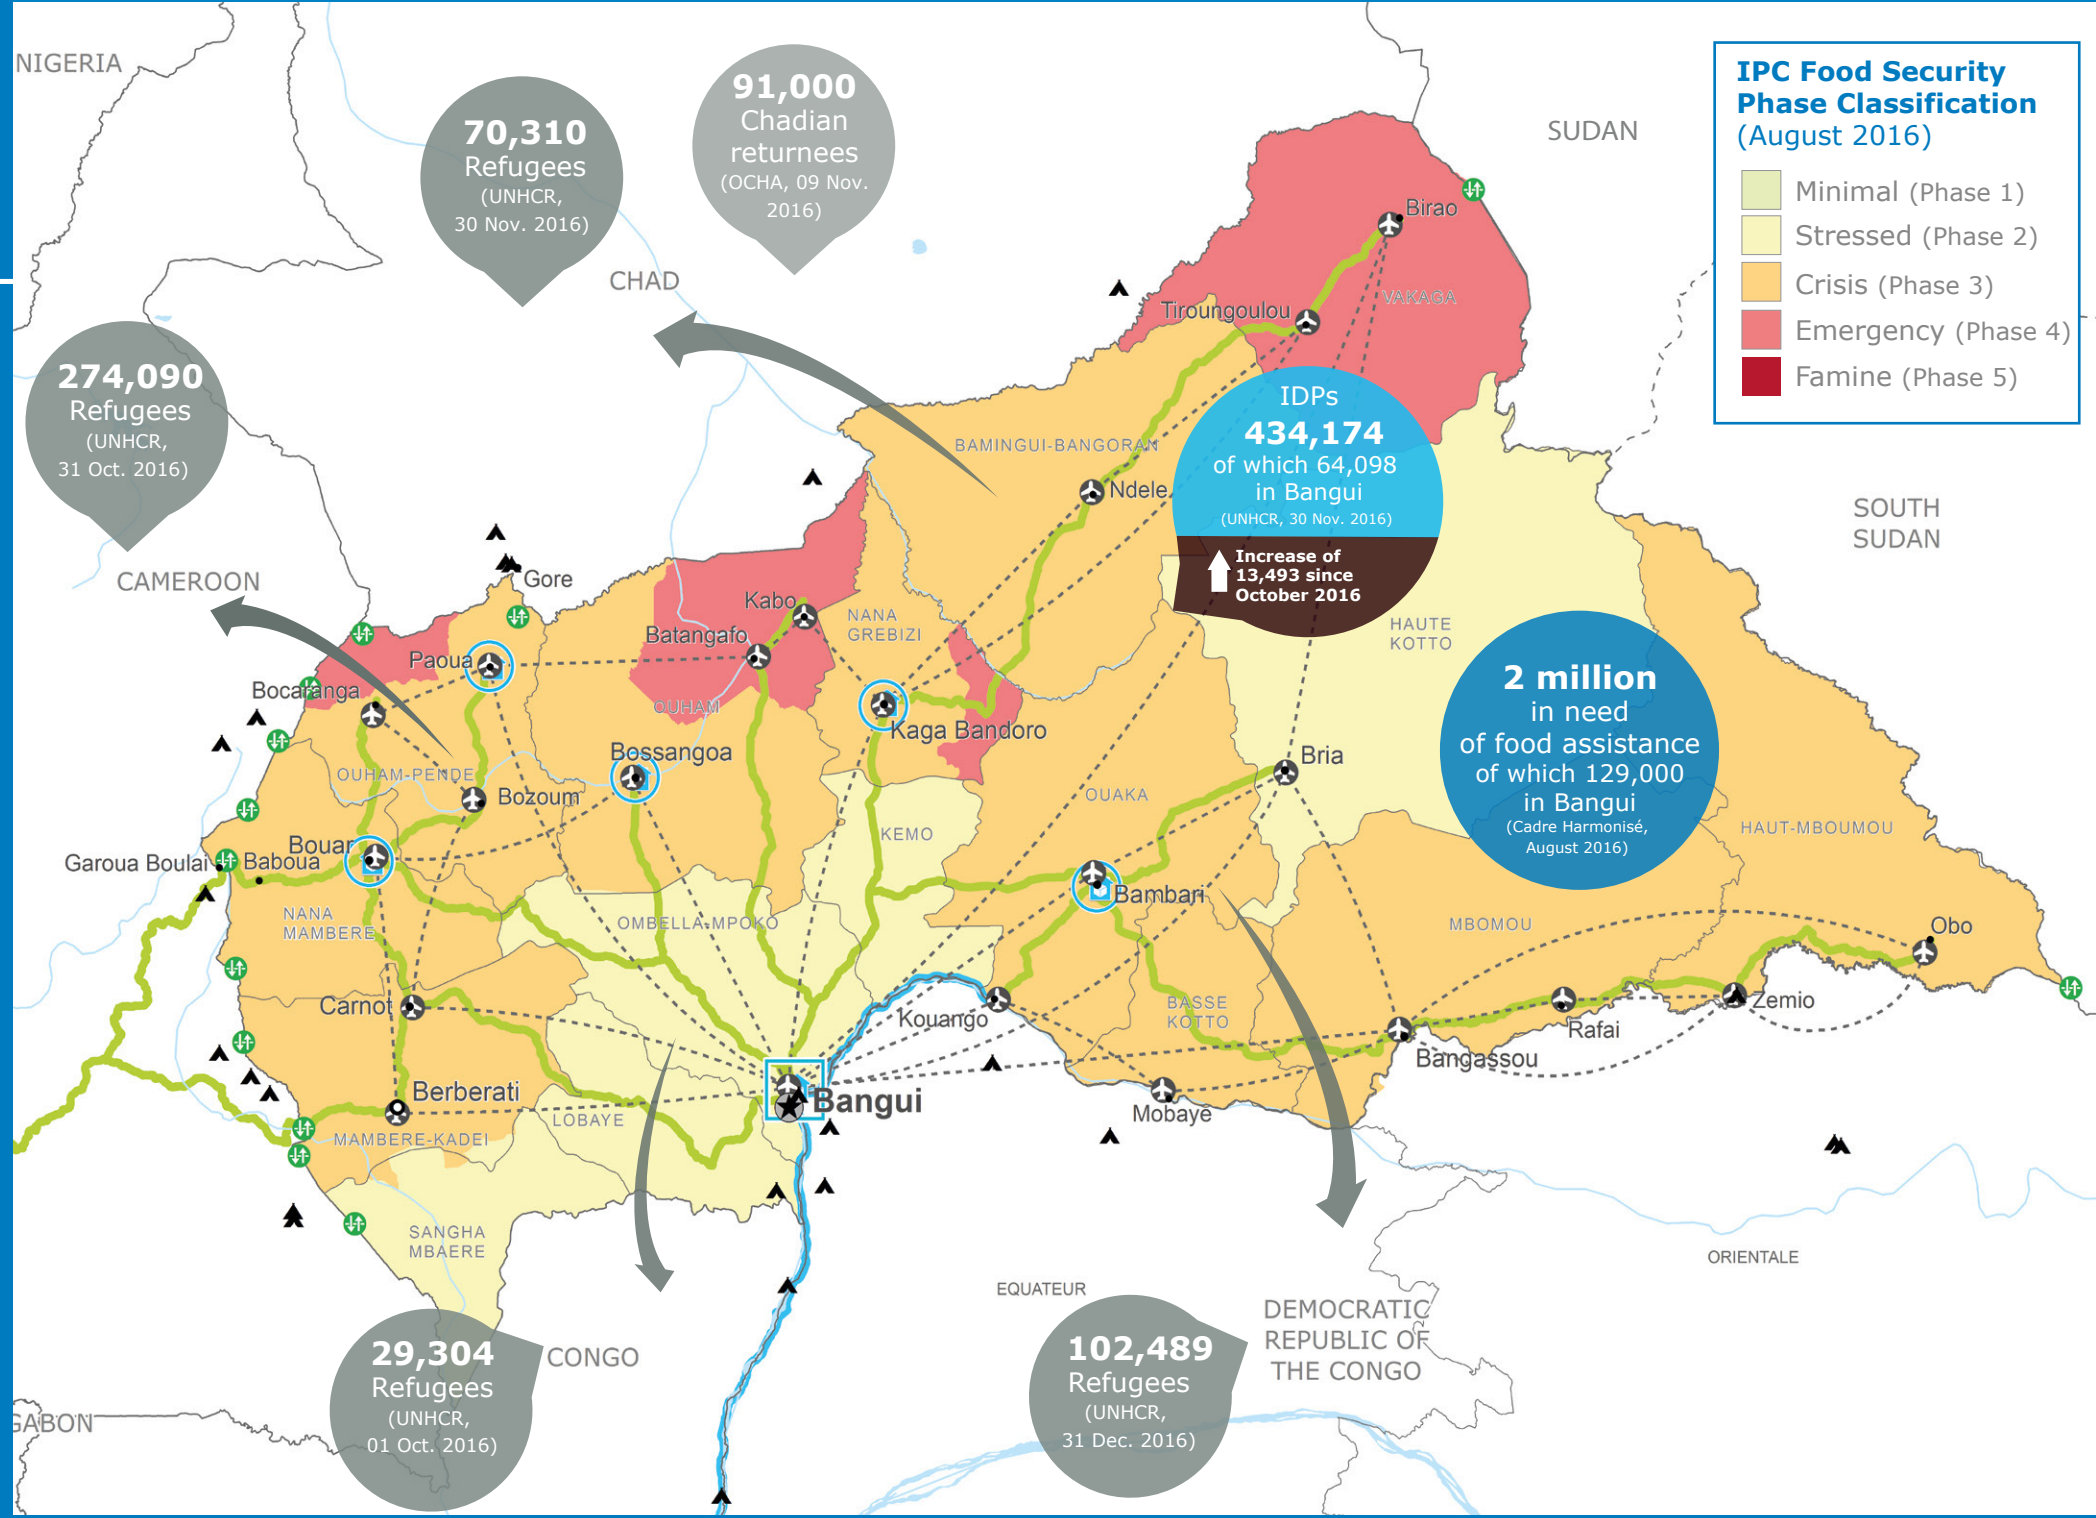 NIGERIA
70,310
Refugees
(UNHCR,
30 Nov. 2016)
91,000
Chadian
returnees
(OCHA, 09 Nov.
2016)
SUDAN
IPC Food Security
Phase Classification
(August 2016)
Minimal (Phase 1)
Stressed (Phase 2)
Crisis (Phase 3)
Emergency (Phase 4)
Famine (Phase 5)
Birao
CHAD
VAKAGA
Tiroungoulou
274,090
Refugees
(UNHCR,
31 Oct. 2016)
IDPs
434,174
of which 64,098
in Bangui
(UNHCR, 30 Nov. 2016)
Increase of
13,493 since
October 2016
BAMINGUI-BANGORAN
Ndele
SOUTH
SUDAN
CAMEROON
Gore
Kabo
NANA
GREBIZI
Batangafo
HAUTE
KOTTO
Paoua
Bocaranga
OUHAM
2 million
in need
of food assistance
of which 129,000
in Bangui
(Cadre Harmonisé,
August 2016)
Kaga Bandoro
Bossangoa
Bria
OUHAM-PENDE
Bozoum
OUAKA
KEMO
HAUT-MBOUMOU
Bouar
Garoua Boulai
Baboua
Bambari
NANA
MAMBERE
OMBELLA-MPOKO
MBOMOU
Obo
Carnot
Kouango
BASSE
KOTTO
Zemio
Rafai
Bangassou
Berberati
Bangui
Mobayé
LOBAYE
MAMBERE-KADEI
SANGHA
MBAERE
ORIENTALE
EQUATEUR
DEMOCRATIC
REPUBLIC OF
THE CONGO
29,304
Refugees
(UNHCR,
01 Oct. 2016)
CONGO
102,489
Refugees
(UNHCR,
31 Dec. 2016)
GABON